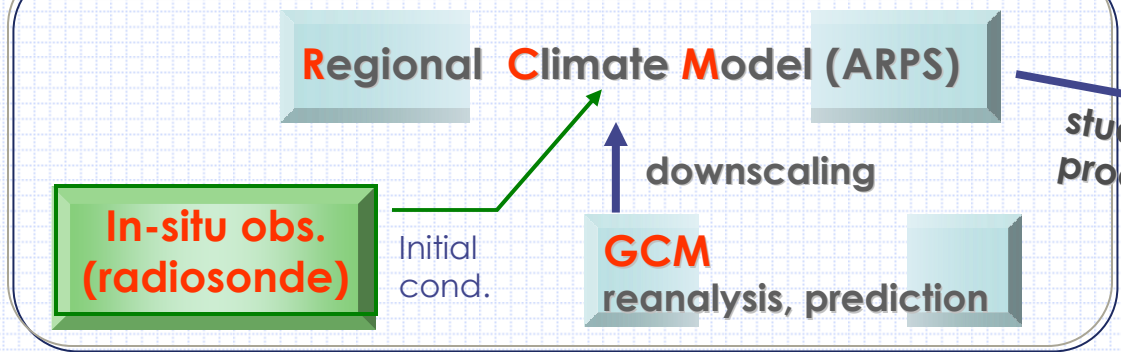 Regional Climate Model (ARPS)
downscaling
In-situ obs.
(radiosonde)
Initial
cond.
GCM
reanalysis, prediction